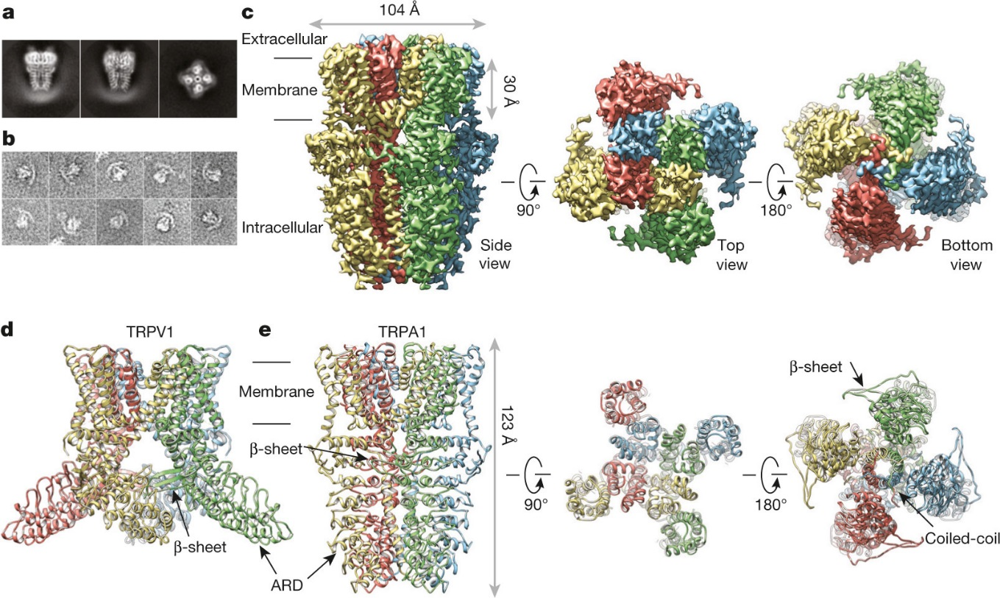 a
c
104 Å
Extracellular
Membrane
30 Å
b
Intracellular
Side
view
90°
Top
view
180°
Bottom
view
d
TRPV1
e
TRPA1
β-sheet
Membrane
123 Å
β-sheet
β-sheet
90°
180°
Coiled-coil
ARD